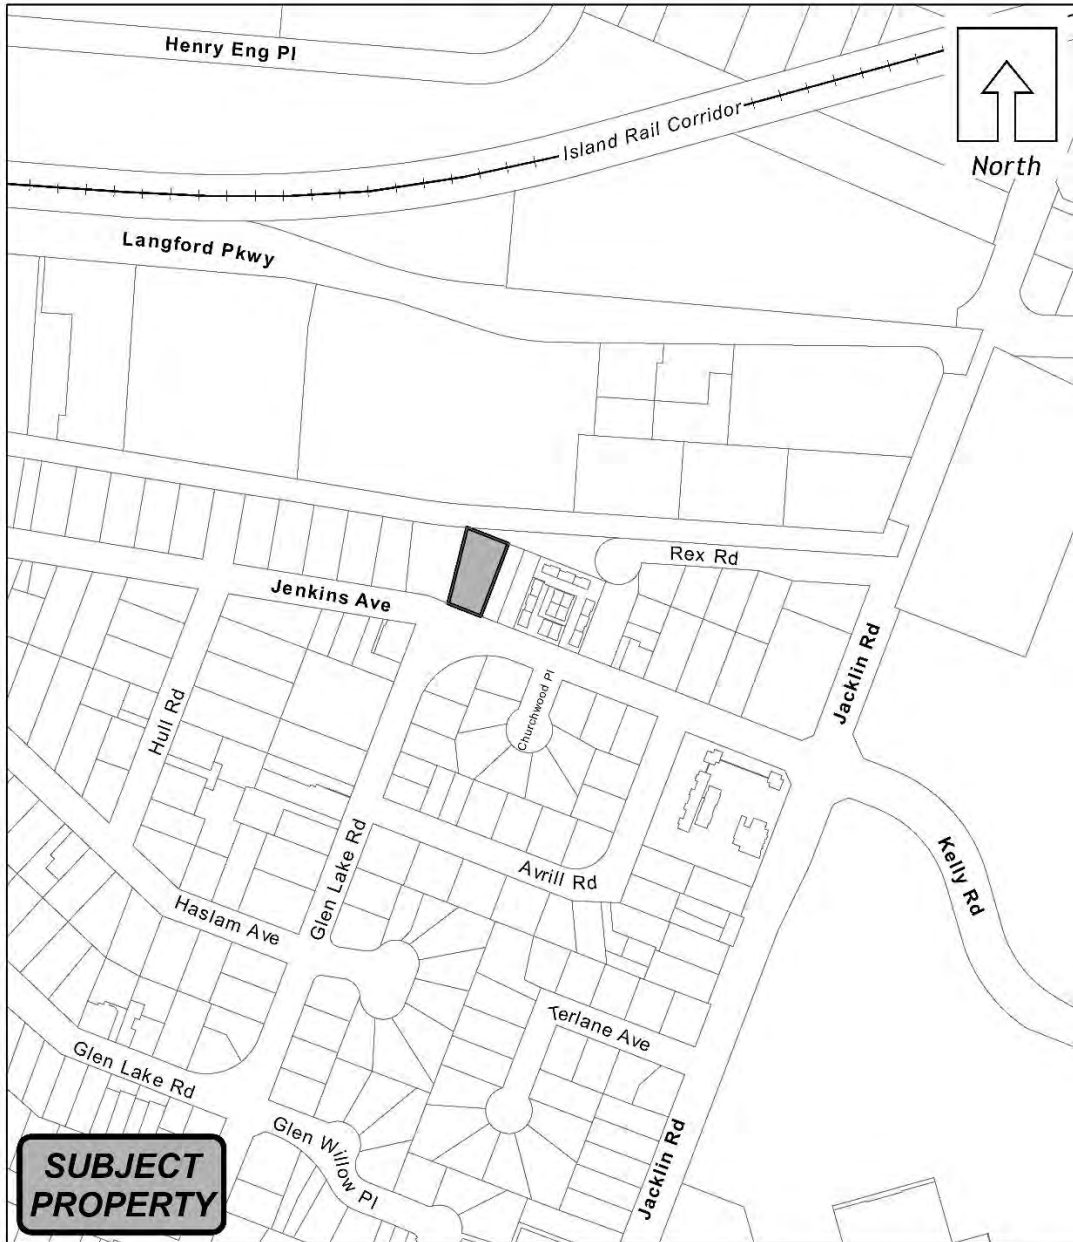 Henry Eng Pl
Island Rail Corridor
North
Langford Pkwy
Rex Rd
Jenkins Ave
Jacklin Rd
Churchwood Pl
Hull Rd
Glen Lake Rd
Avrill Rd
Kelly Rd
Haslam Ave
Terlane Ave
Glen Lake Rd
Glen Willow Pl
Jacklin Rd
SUBJECT
PROPERTY